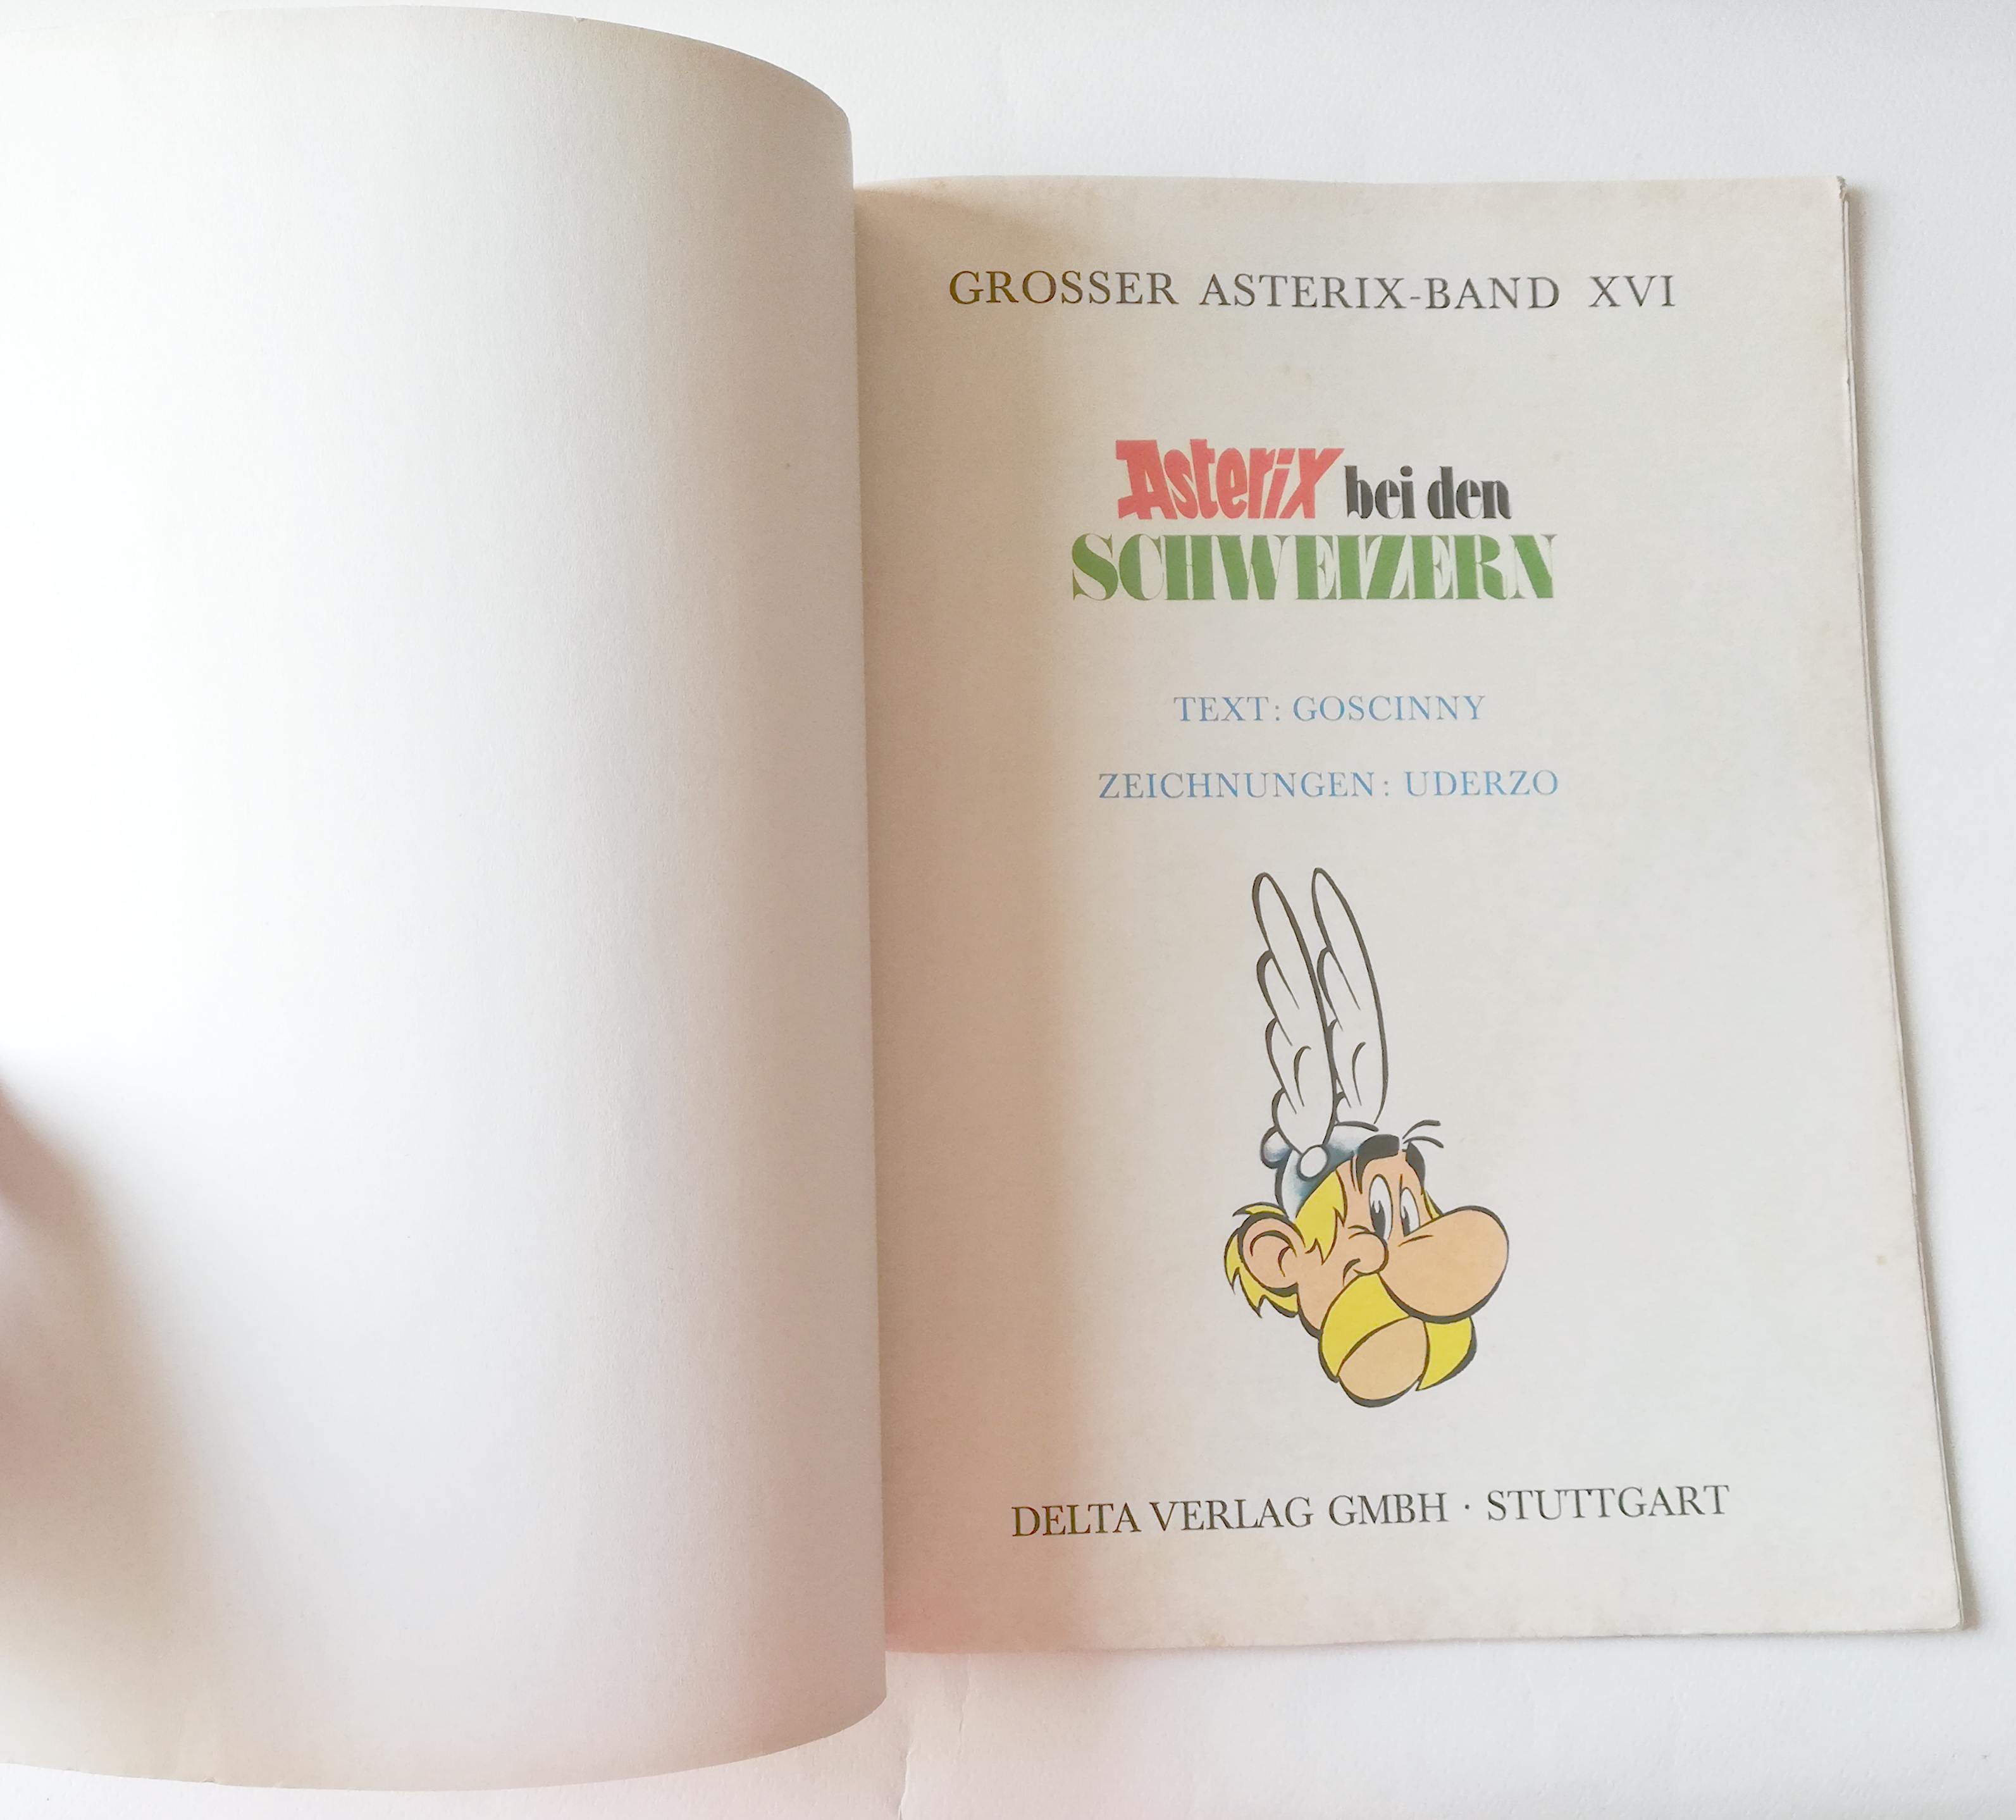 GROSSER ASTERIX-BAND XVI
Asterix bei den
SCHWEIZERN
TEXT: GOSCINNY
ZEICHNUNGEN: UDERZO
DELTA VERLAG GMBH · STUTTGART